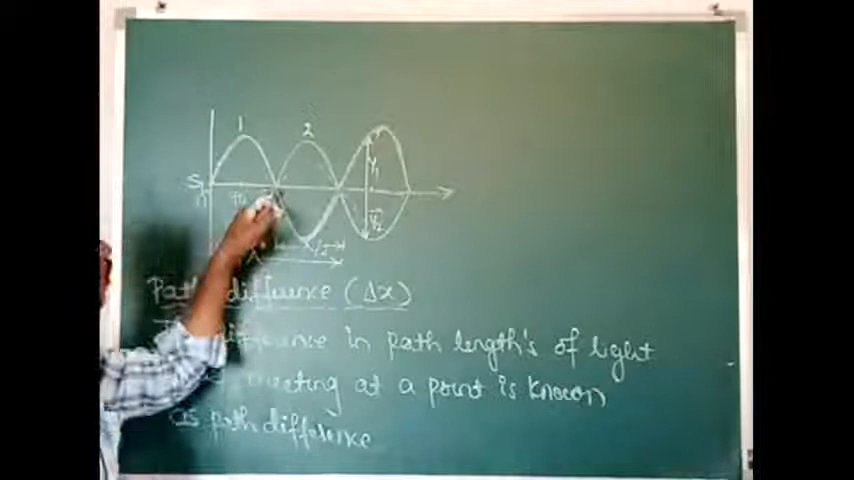 1 2
S
Y1
Y2
λ/2
Path difference (Δx)
difference in path length's of light
meeting at a point is known
as path difference